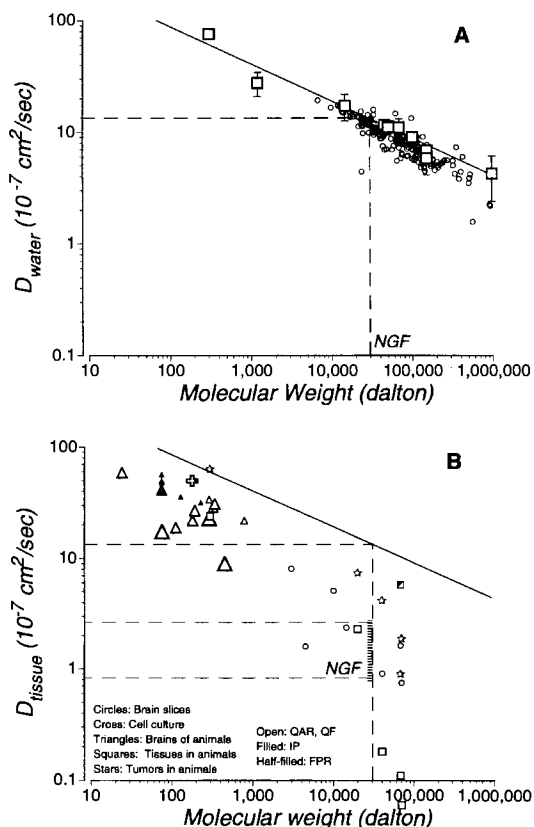 A
100
10
1
0.1
D_water (10^-7 cm^2/sec)
NGF
10 100 1,000 10,000 100,000 1,000,000
Molecular Weight (dalton)
B
100
10
1
0.1
D_tissue (10^-7 cm^2/sec)
NGF
Circles: Brain slices
Cross: Cell culture
Triangles: Brains of animals
Squares: Tissues in animals
Stars: Tumors in animals
Open: QAR, QF
Filled: IP
Half-filled: FPR
10 100 1,000 10,000 100,000 1,000,000
Molecular weight (dalton)